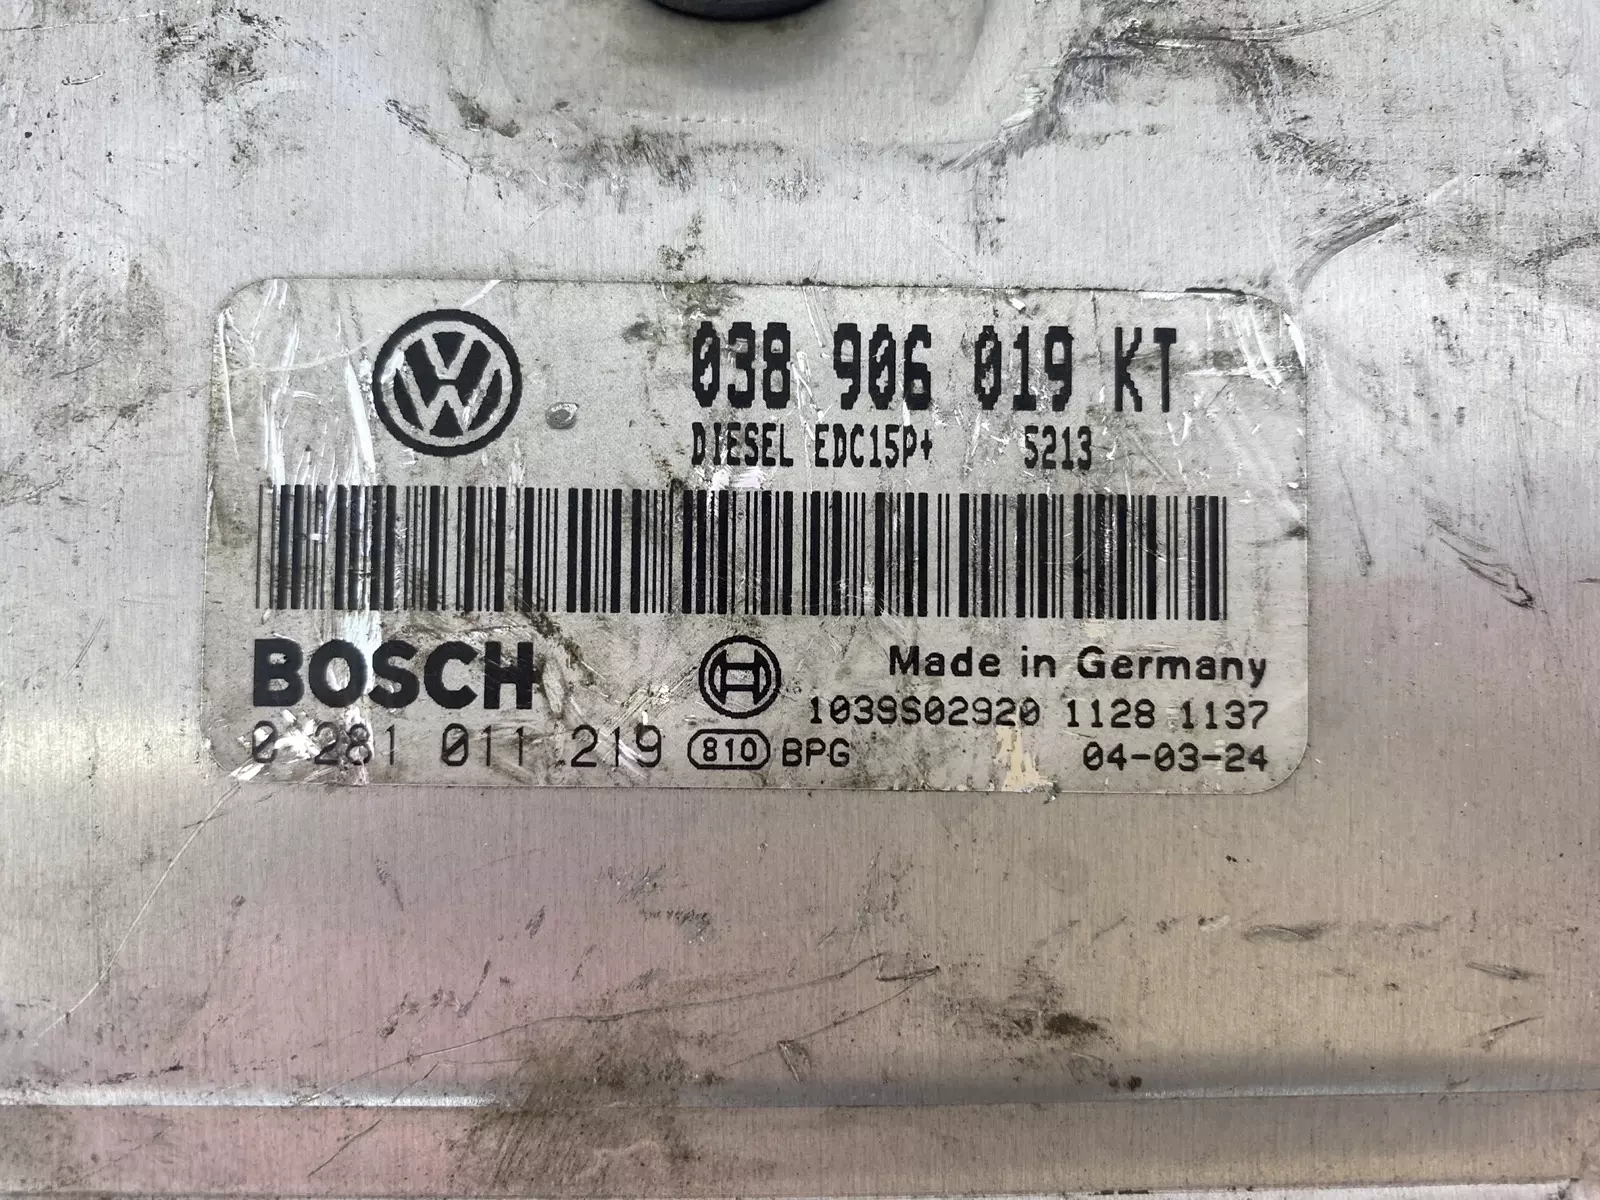 038 906 019 KT
DIESEL EDC15P+ 5213
BOSCH
Made in Germany
1039S02920 1128 1137
0 281 011 219 810 BPG 04-03-24